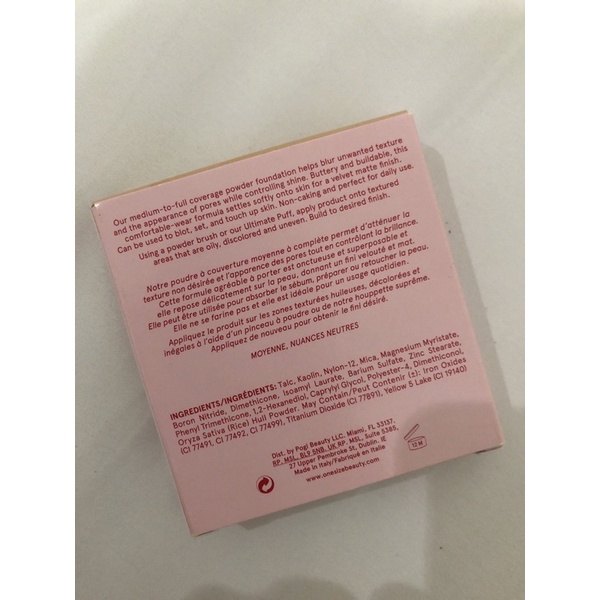 Our medium-to-full coverage powder foundation helps blur unwanted texture
and the appearance of pores while controlling shine. Buttery and buildable, this
comfortable-wear formula settles softly onto skin for a velvet matte finish.
Can be used to blot, set, and touch up skin. Non-caking and perfect for daily use.
Using a powder brush or our Ultimate Puff, apply product onto textured
areas that are oily, discolored and uneven. Build to desired finish.
Notre poudre à couverture moyenne à complète permet d'atténuer la
texture non désirée et l'apparence des pores tout en contrôlant la brillance.
Cette formule agréable à porter est onctueuse et superposable et
elle repose délicatement sur la peau, donnant un fini velouté et mat.
Elle peut être utilisée pour absorber le sébum, préparer ou retoucher la peau.
Elle ne se farine pas et elle est idéale pour un usage quotidien.
Appliquez le produit sur les zones texturées huileuses, décolorées et
inégales à l'aide d'un pinceau à poudre ou de notre houppette suprême.
Appliquez de nouveau pour obtenir le fini désiré.
MOYENNE, NUANCES NEUTRES
INGREDIENTS/INGRÉDIENTS: Talc, Kaolin, Nylon-12, Mica, Magnesium Myristate,
Boron Nitride, Dimethicone, Isoamyl Laurate, Barium Sulfate, Zinc Stearate,
Phenyl Trimethicone, 1,2-Hexanediol, Caprylyl Glycol, Polyester-4, Dimethiconol,
Oryza Sativa (Rice) Hull Powder. May Contain/Peut Contenir (±): Iron Oxides
(CI 77491, CI 77492, CI 77499), Titanium Dioxide (CI 77891), Yellow 5 Lake (CI 19140)
Dist. by Pogi Beauty LLC, Miami, FL 33137,
RP. MSL, BL9 5NB, UK RP. MSL, Suite 5385,
27 Upper Pembroke St, Dublin, IE
Made in Italy/Fabriqué en Italie
www.onesizebeauty.com
12 M